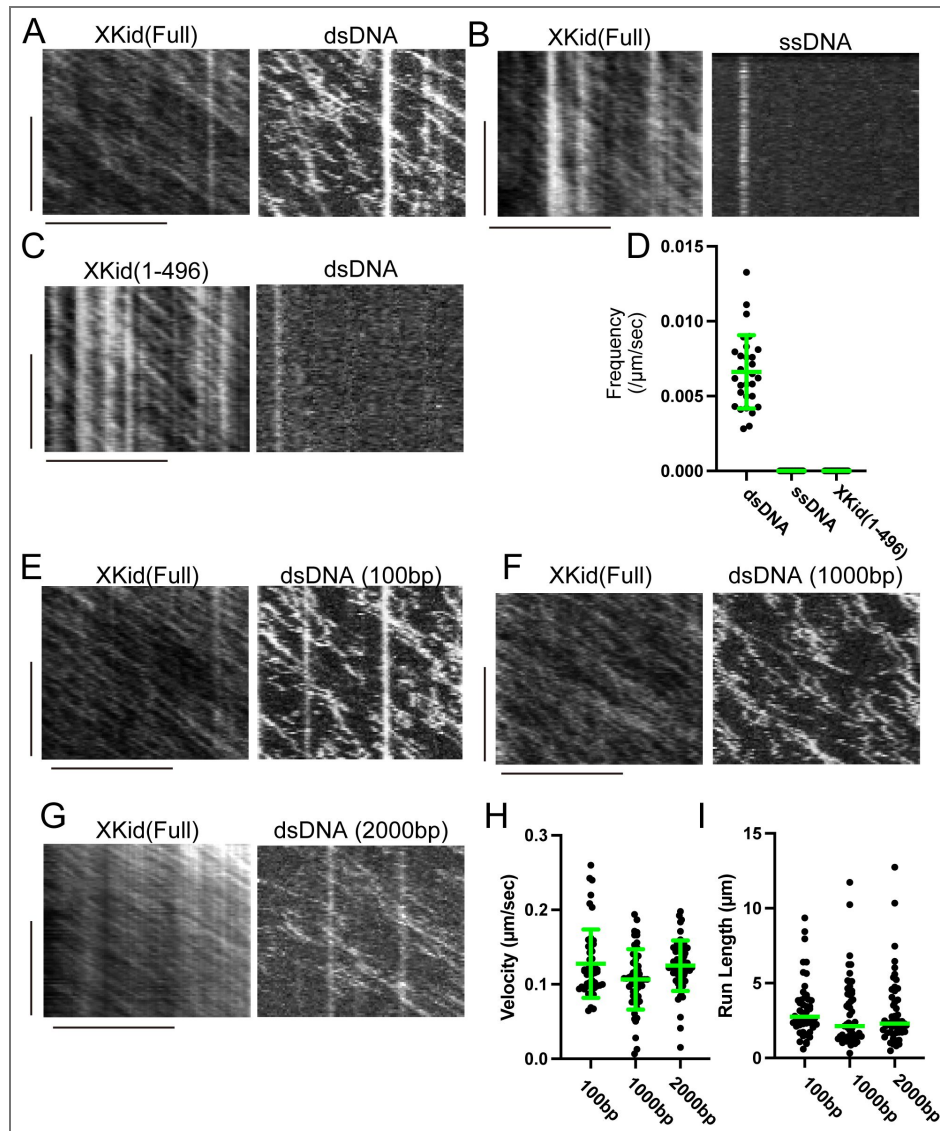 A
XKid(Full)
dsDNA
B
XKid(Full)
ssDNA
C
XKid(1-496)
dsDNA
D
0.015
0.010
0.005
0.000
Frequency
(/μm/sec)
dsDNA
ssDNA
XKid(1-496)
E
XKid(Full)
dsDNA (100bp)
F
XKid(Full)
dsDNA (1000bp)
G
XKid(Full)
dsDNA (2000bp)
H
0.3
0.2
0.1
0.0
Velocity (μm/sec)
100bp
1000bp
2000bp
I
15
10
5
0
Run Length (μm)
100bp
1000bp
2000bp